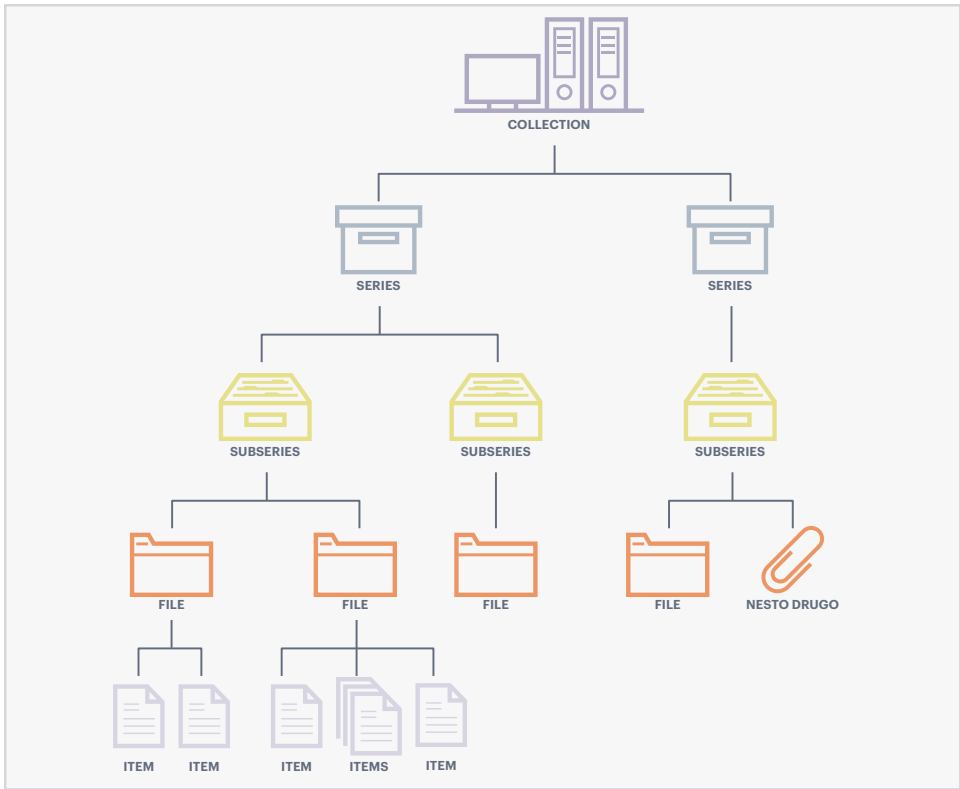 COLLECTION
SERIES
SERIES
SUBSERIES
SUBSERIES
SUBSERIES
FILE
FILE
FILE
FILE
NESTO DRUGO
ITEM
ITEM
ITEM
ITEMS
ITEM